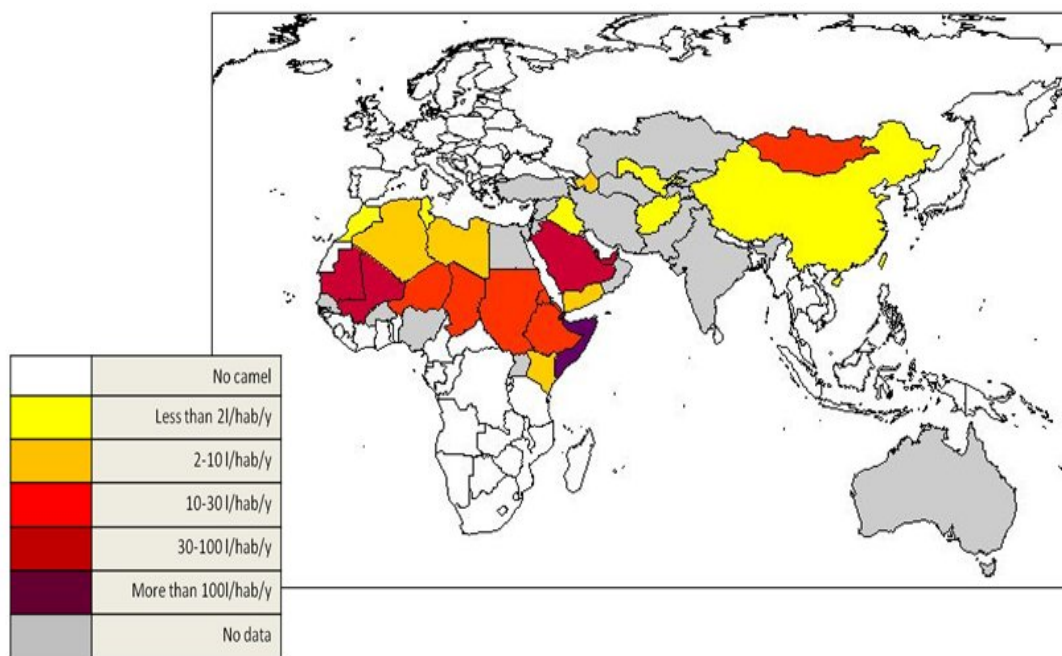 No camel
Less than 2l/hab/y
2-10 l/hab/y
10-30 l/hab/y
30-100 l/hab/y
More than 100l/hab/y
No data